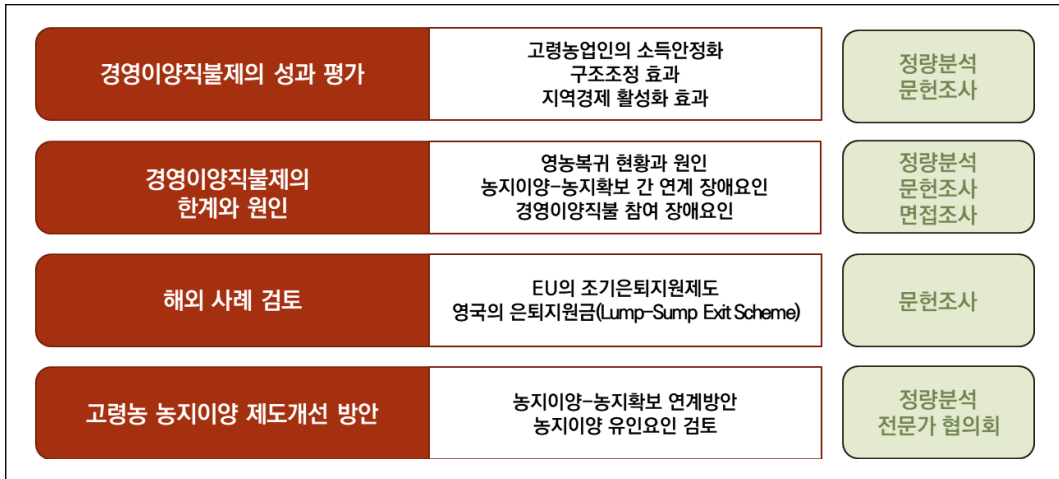 경영이양직불제의 성과 평가
고령농업인의 소득안정화
구조조정 효과
지역경제 활성화 효과
정량분석
문헌조사
경영이양직불제의
한계와 원인
영농복귀 현황과 원인
농지이양-농지확보 간 연계 장애요인
경영이양직불 참여 장애요인
정량분석
문헌조사
면접조사
해외 사례 검토
EU의 조기은퇴지원제도
영국의 은퇴지원금(Lump-Sump Exit Scheme)
문헌조사
고령농 농지이양 제도개선 방안
농지이양-농지확보 연계방안
농지이양 유인요인 검토
정량분석
전문가 협의회